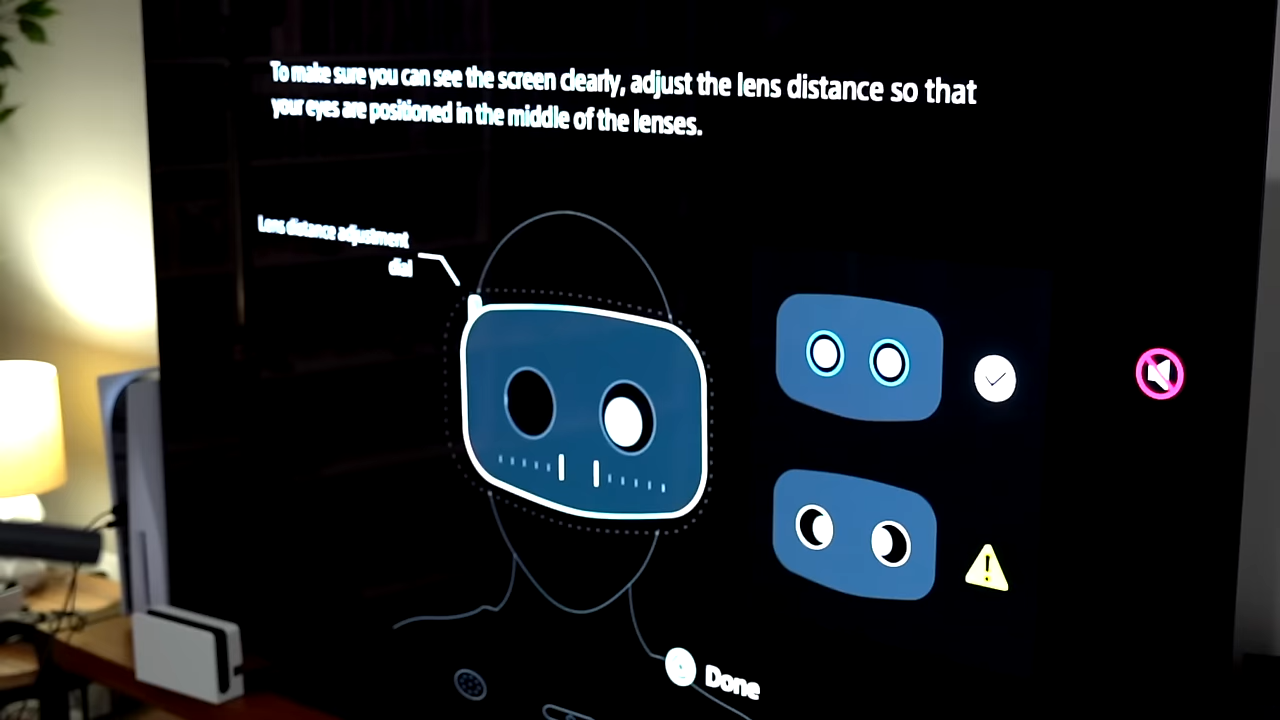 To make sure you can see the screen clearly, adjust the lens distance so that
your eyes are positioned in the middle of the lenses.
Lens distance adjustment
dial
Done